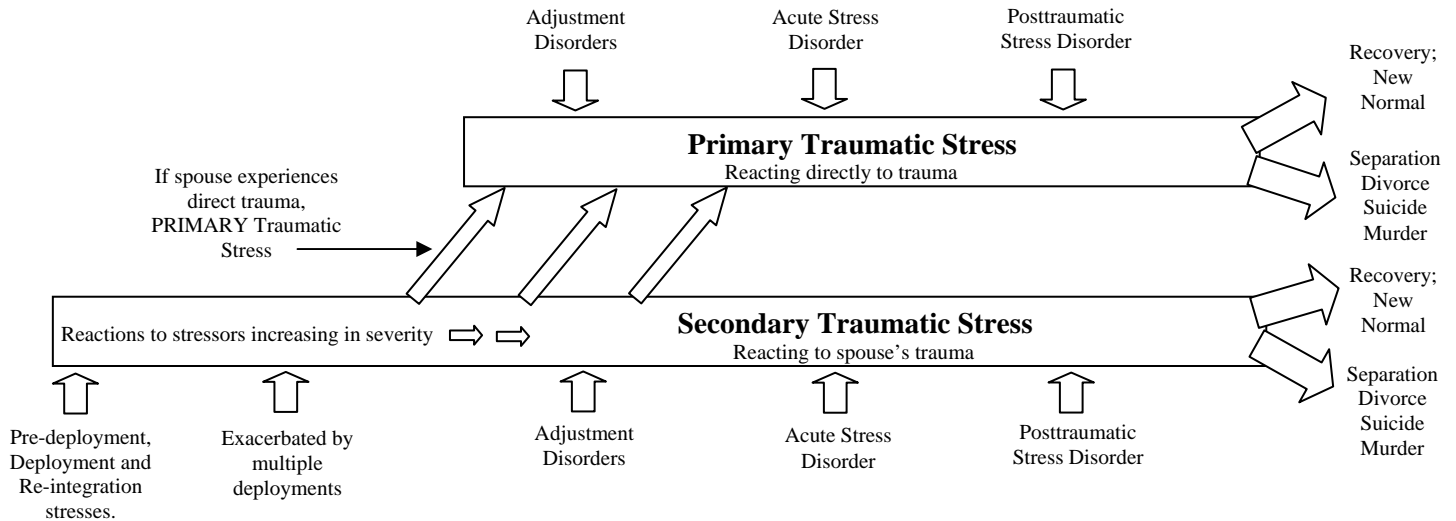 Adjustment
Disorders
Acute Stress
Disorder
Posttraumatic
Stress Disorder
Recovery;
New
Normal
Primary Traumatic Stress
Reacting directly to trauma
Separation
Divorce
Suicide
Murder
If spouse experiences
direct trauma,
PRIMARY Traumatic
Stress
Recovery;
New
Normal
Reactions to stressors increasing in severity
Secondary Traumatic Stress
Reacting to spouse’s trauma
Separation
Divorce
Suicide
Murder
Pre-deployment,
Deployment and
Re-integration
stresses.
Exacerbated by
multiple
deployments
Adjustment
Disorders
Acute Stress
Disorder
Posttraumatic
Stress Disorder